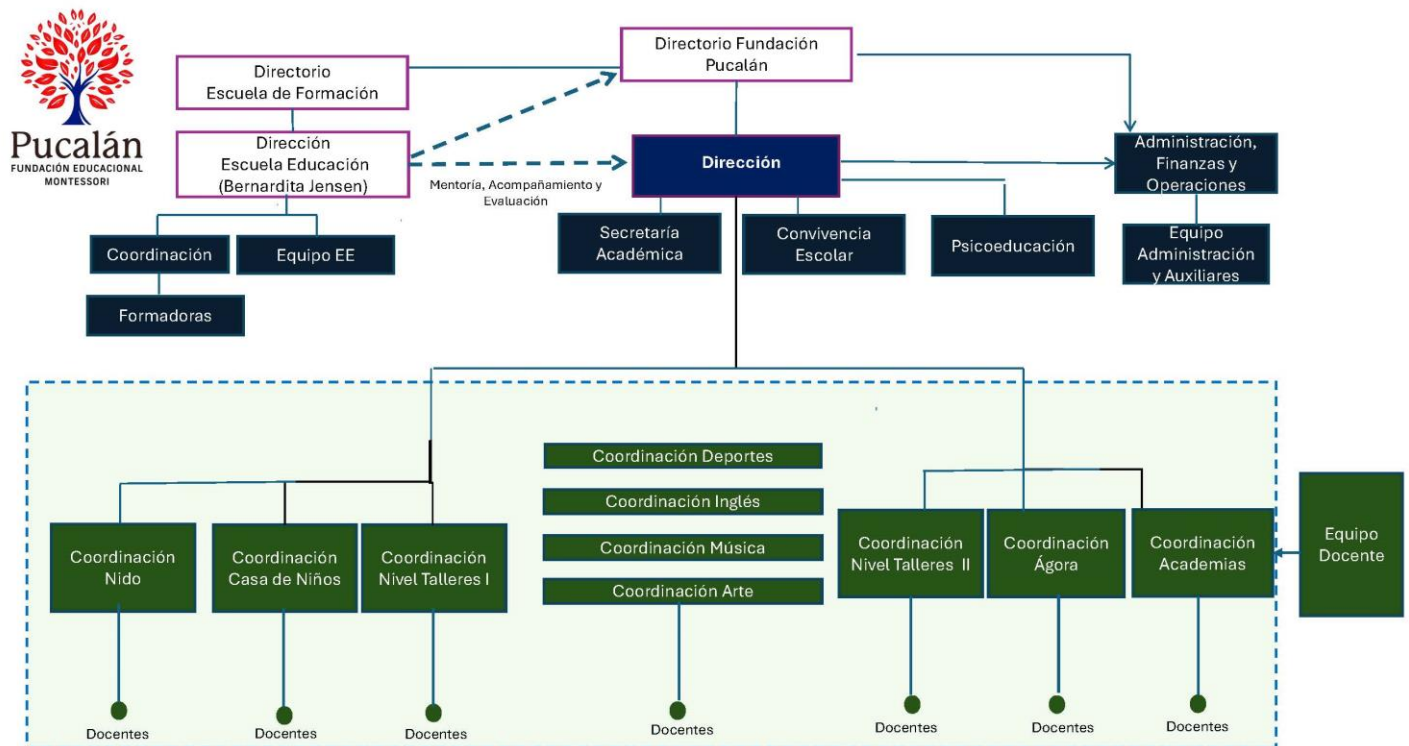 Pucalán
FUNDACIÓN EDUCACIONAL
MONTESSORI
Directorio Fundación
Pucalán
Directorio
Escuela de Formación
Dirección
Escuela Educación
(Bernardita Jensen)
Mentoría, Acompañamiento y
Evaluación
Dirección
Administración,
Finanzas y
Operaciones
Coordinación
Equipo EE
Secretaría
Académica
Convivencia
Escolar
Psicoeducación
Equipo
Administración
y Auxiliares
Formadoras
Coordinación Deportes
Coordinación Inglés
Coordinación Música
Coordinación Arte
Coordinación
Nido
Coordinación
Casa de Niños
Coordinación
Nivel Talleres I
Coordinación
Nivel Talleres II
Coordinación
Ágora
Coordinación
Academias
Equipo
Docente
Docentes
Docentes
Docentes
Docentes
Docentes
Docentes
Docentes